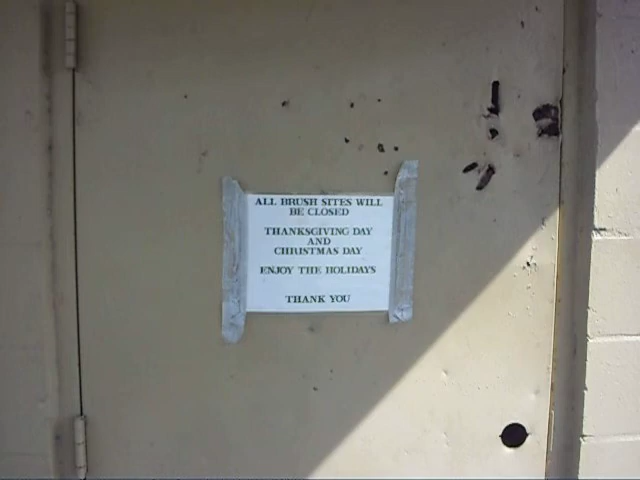 ALL BRUSH SITES WILL
BE CLOSED
THANKSGIVING DAY
AND
CHRISTMAS DAY
ENJOY THE HOLIDAYS
THANK YOU